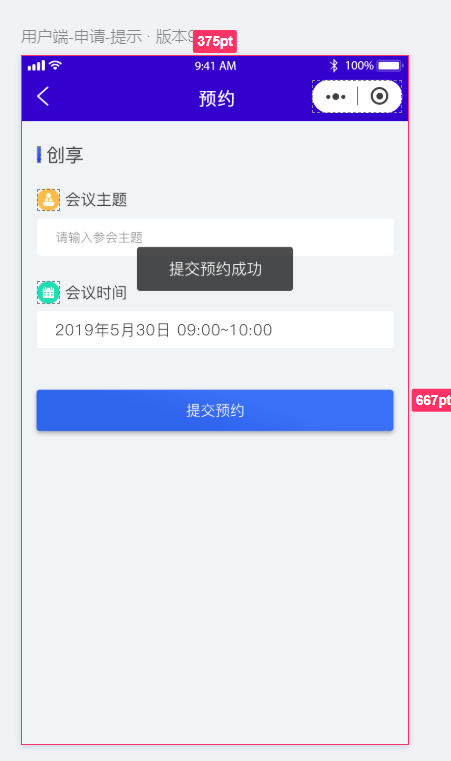 用户端-申请-提示 · 版本9
375pt
9:41 AM
100%
预约
创享
会议主题
请输入参会主题
提交预约成功
会议时间
2019年5月30日 09:00~10:00
提交预约
667pt